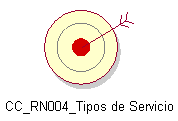 CC_RN004_Tipos de Servicio